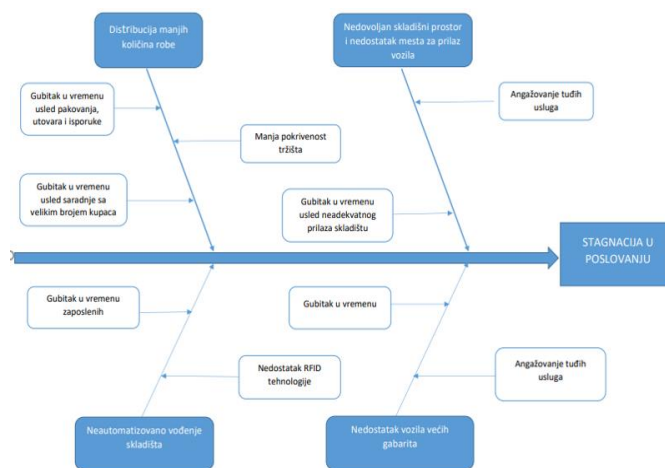 Distribucija manjih
količina robe
Nedovoljan skladišni prostor
i nedostatak mesta za prilaz
vozila
Gubitak u vremenu
usled pakovanja,
utovara i isporuke
Angažovanje tuđih
usluga
Manja pokrivenost
tržišta
Gubitak u vremenu
usled saradnje sa
velikim brojem kupaca
Gubitak u vremenu
usled neadekvatnog
prilaza skladištu
STAGNACIJA U
POSLOVANJU
Gubitak u vremenu
zaposlenih
Gubitak u vremenu
Nedostatak RFID
tehnologije
Angažovanje tuđih
usluga
Neautomatizovano vođenje
skladišta
Nedostatak vozila većih
gabarita